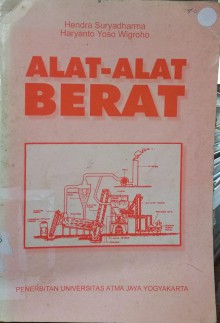 Hendra Suryadharma
Haryanto Yoso Wigroho
ALAT-ALAT
BERAT
PENERBITAN UNIVERSITAS ATMA JAYA YOGYAKARTA